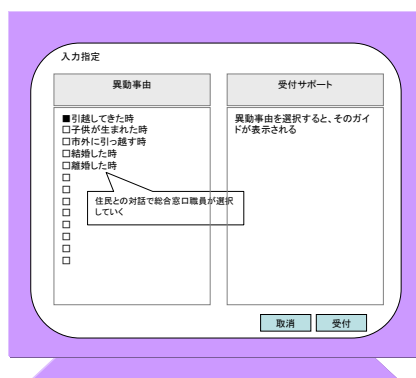 入力指定
異動事由
受付サポート
■引越してきた時
□子供が生まれた時
□市外に引っ越す時
□結婚した時
□離婚した時
□
□
□
□
□
□
□
□
住民との対話で総合窓口職員が選択
していく
異動事由を選択すると、そのガイ
ドが表示される
取消
受付